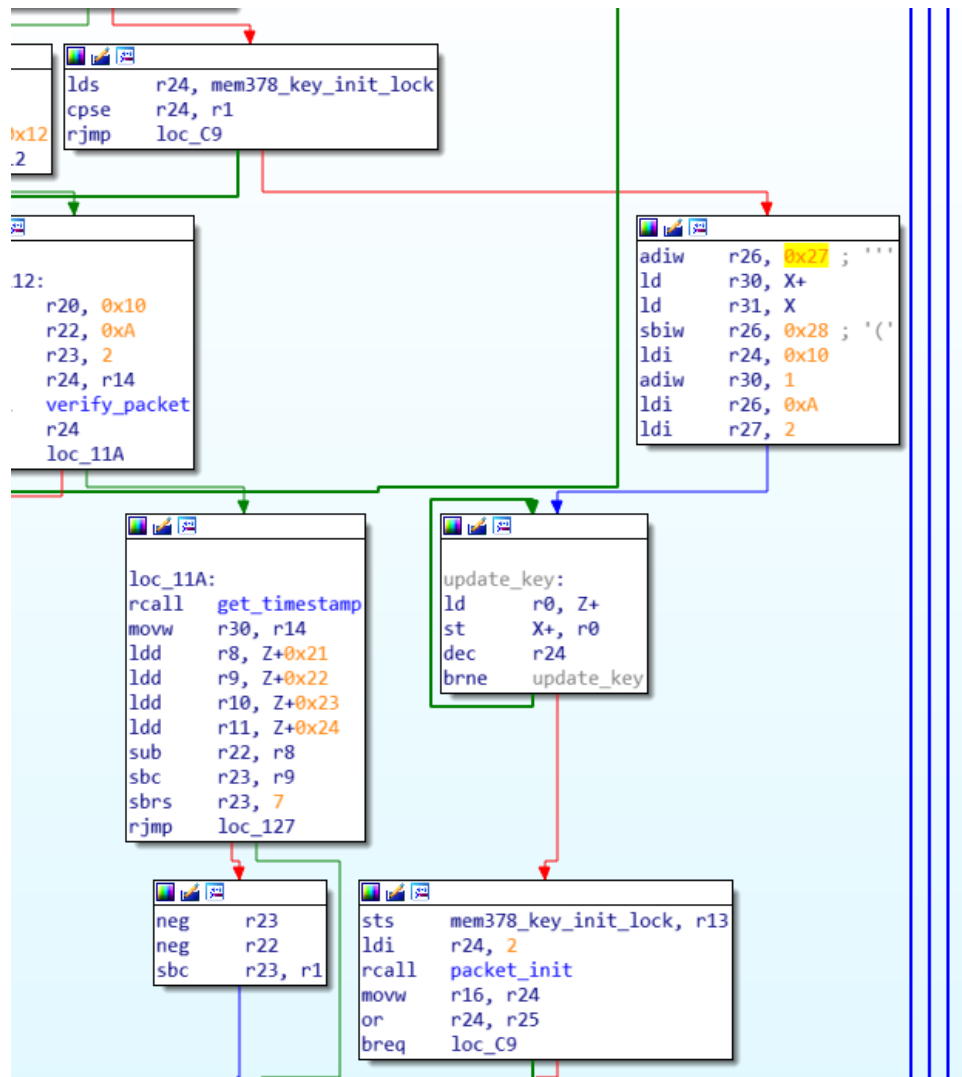 lds r24, mem378_key_init_lock
cpse r24, r1
rjmp loc_C9
0x12
12
adiw r26, 0x27 ; '''
ld r30, X+
ld r31, X
sbiw r26, 0x28 ; '('
ldi r24, 0x10
adiw r30, 1
ldi r26, 0xA
ldi r27, 2
12:
r20, 0x10
r22, 0xA
r23, 2
r24, r14
verify_packet
r24
loc_11A
loc_11A:
rcall get_timestamp
movw r30, r14
ldd r8, Z+0x21
ldd r9, Z+0x22
ldd r10, Z+0x23
ldd r11, Z+0x24
sub r22, r8
sbc r23, r9
sbrs r23, 7
rjmp loc_127
update_key:
ld r0, Z+
st X+, r0
dec r24
brne update_key
neg r23
neg r22
sbc r23, r1
sts mem378_key_init_lock, r13
ldi r24, 2
rcall packet_init
movw r16, r24
or r24, r25
breq loc_C9